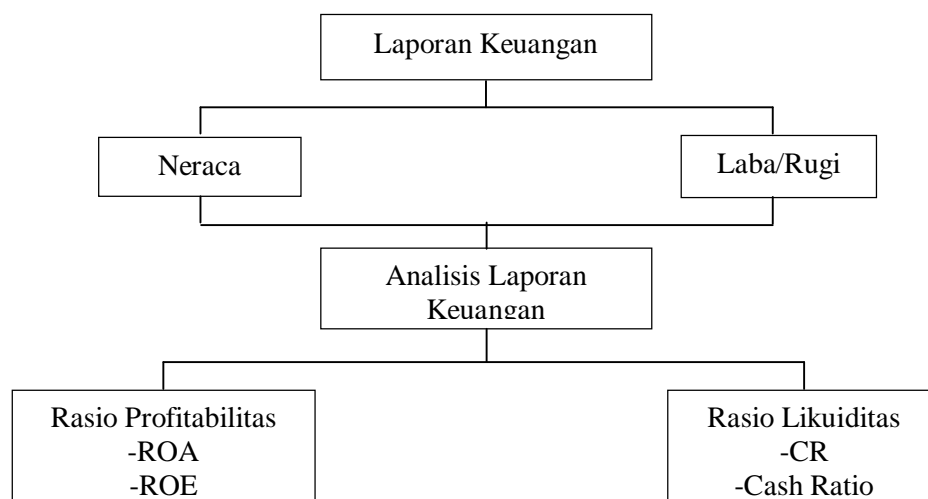 Laporan Keuangan
Neraca
Laba/Rugi
Analisis Laporan
Keuangan
Rasio Profitabilitas
-ROA
-ROE
Rasio Likuiditas
-CR
-Cash Ratio